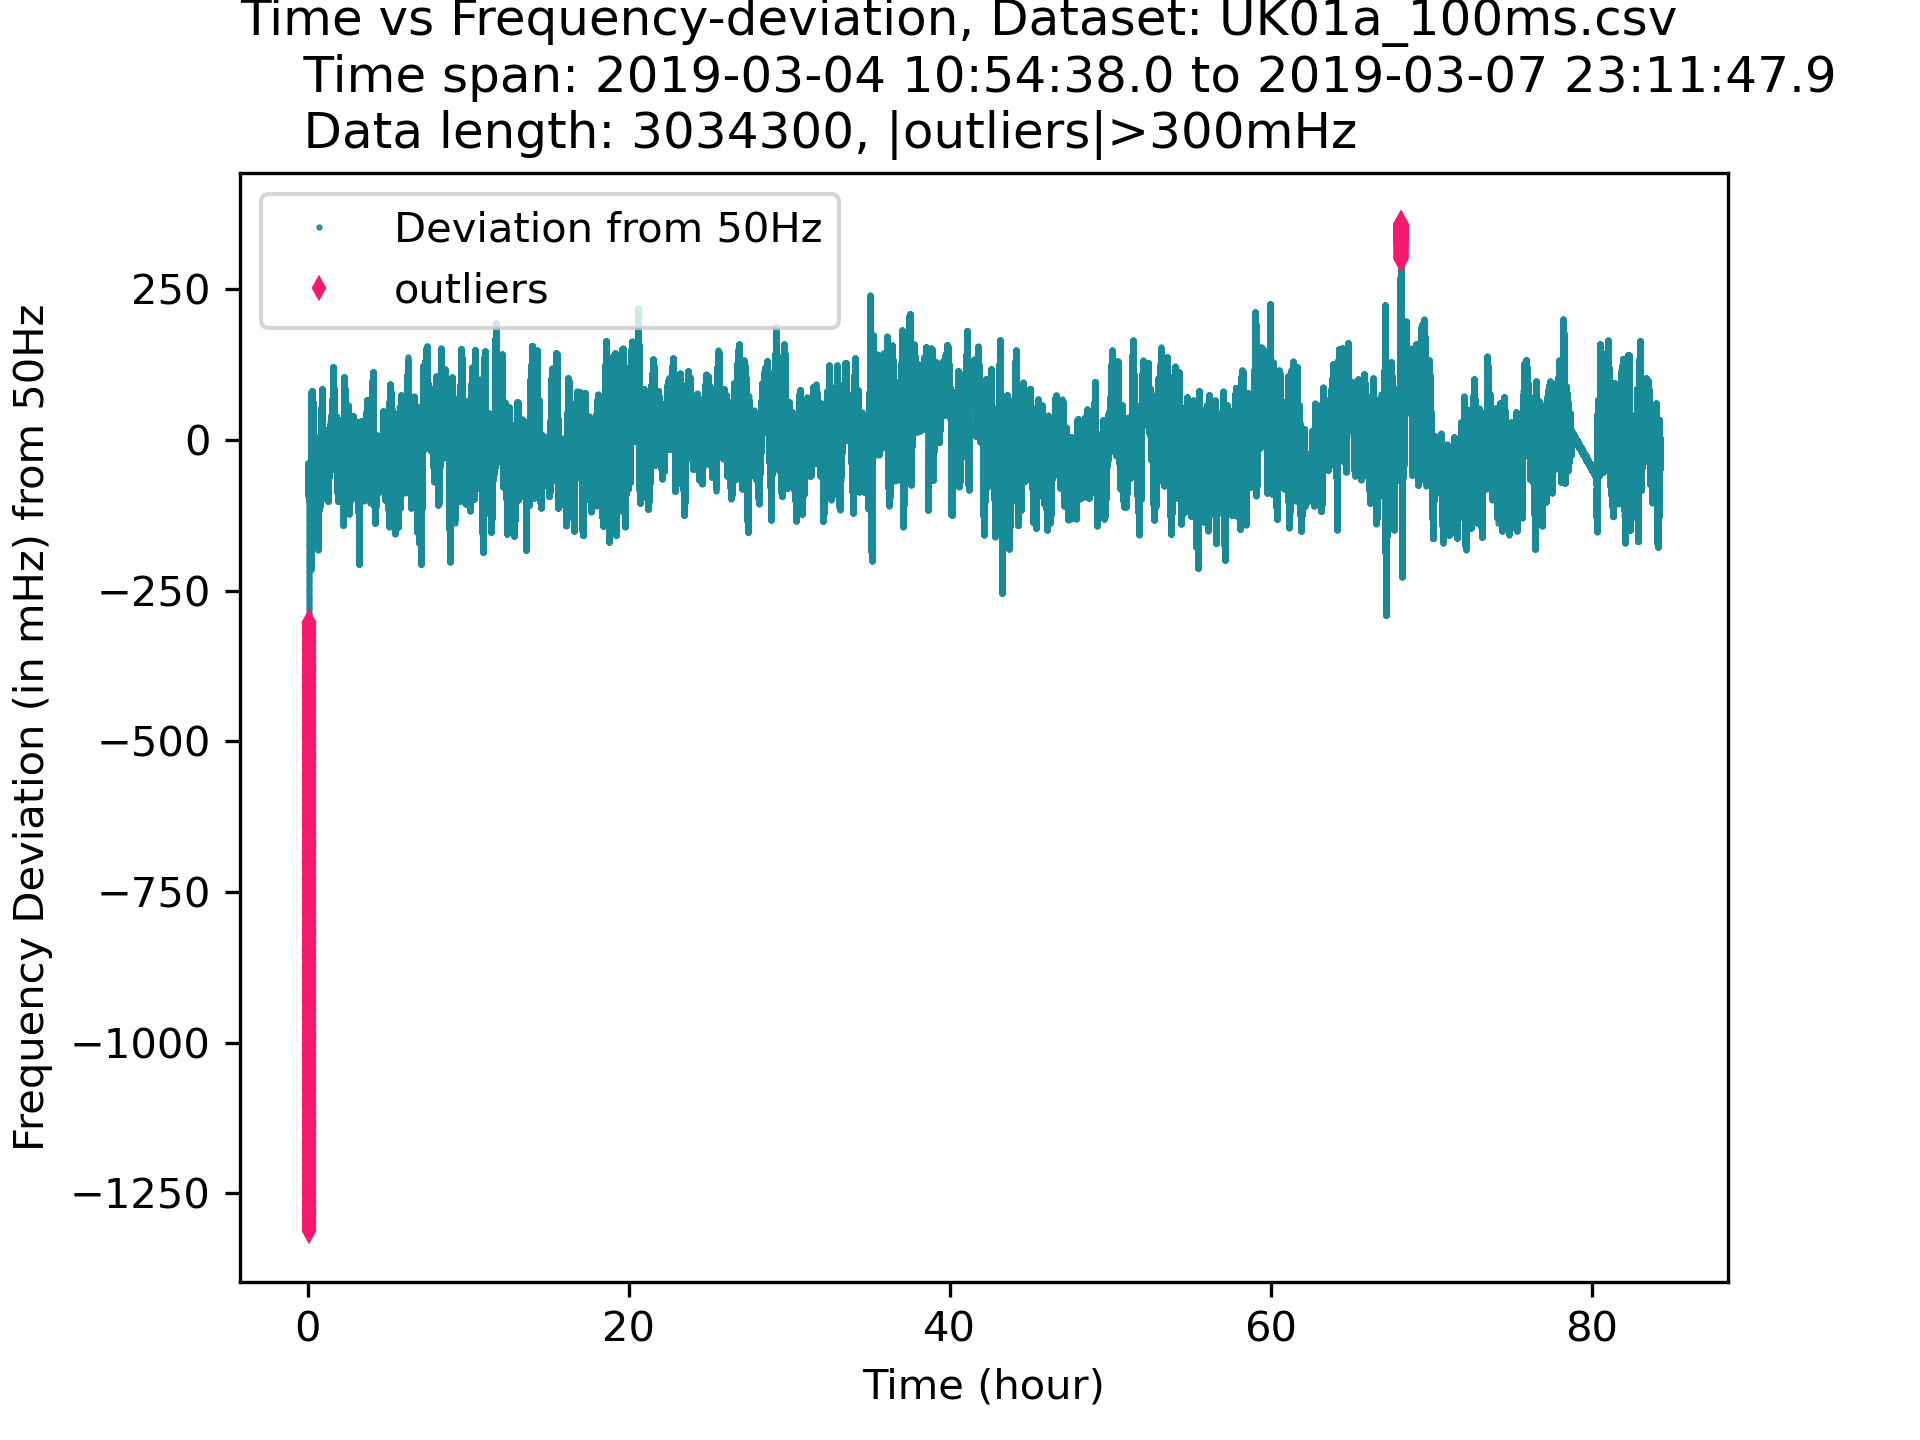 Time vs Frequency-deviation, Dataset: UK01a_100ms.csv
Time span: 2019-03-04 10:54:38.0 to 2019-03-07 23:11:47.9
Data length: 3034300, |outliers|>300mHz
Deviation from 50Hz
outliers
Frequency Deviation (in mHz) from 50Hz
250
0
−250
−500
−750
−1000
−1250
0 20 40 60 80
Time (hour)